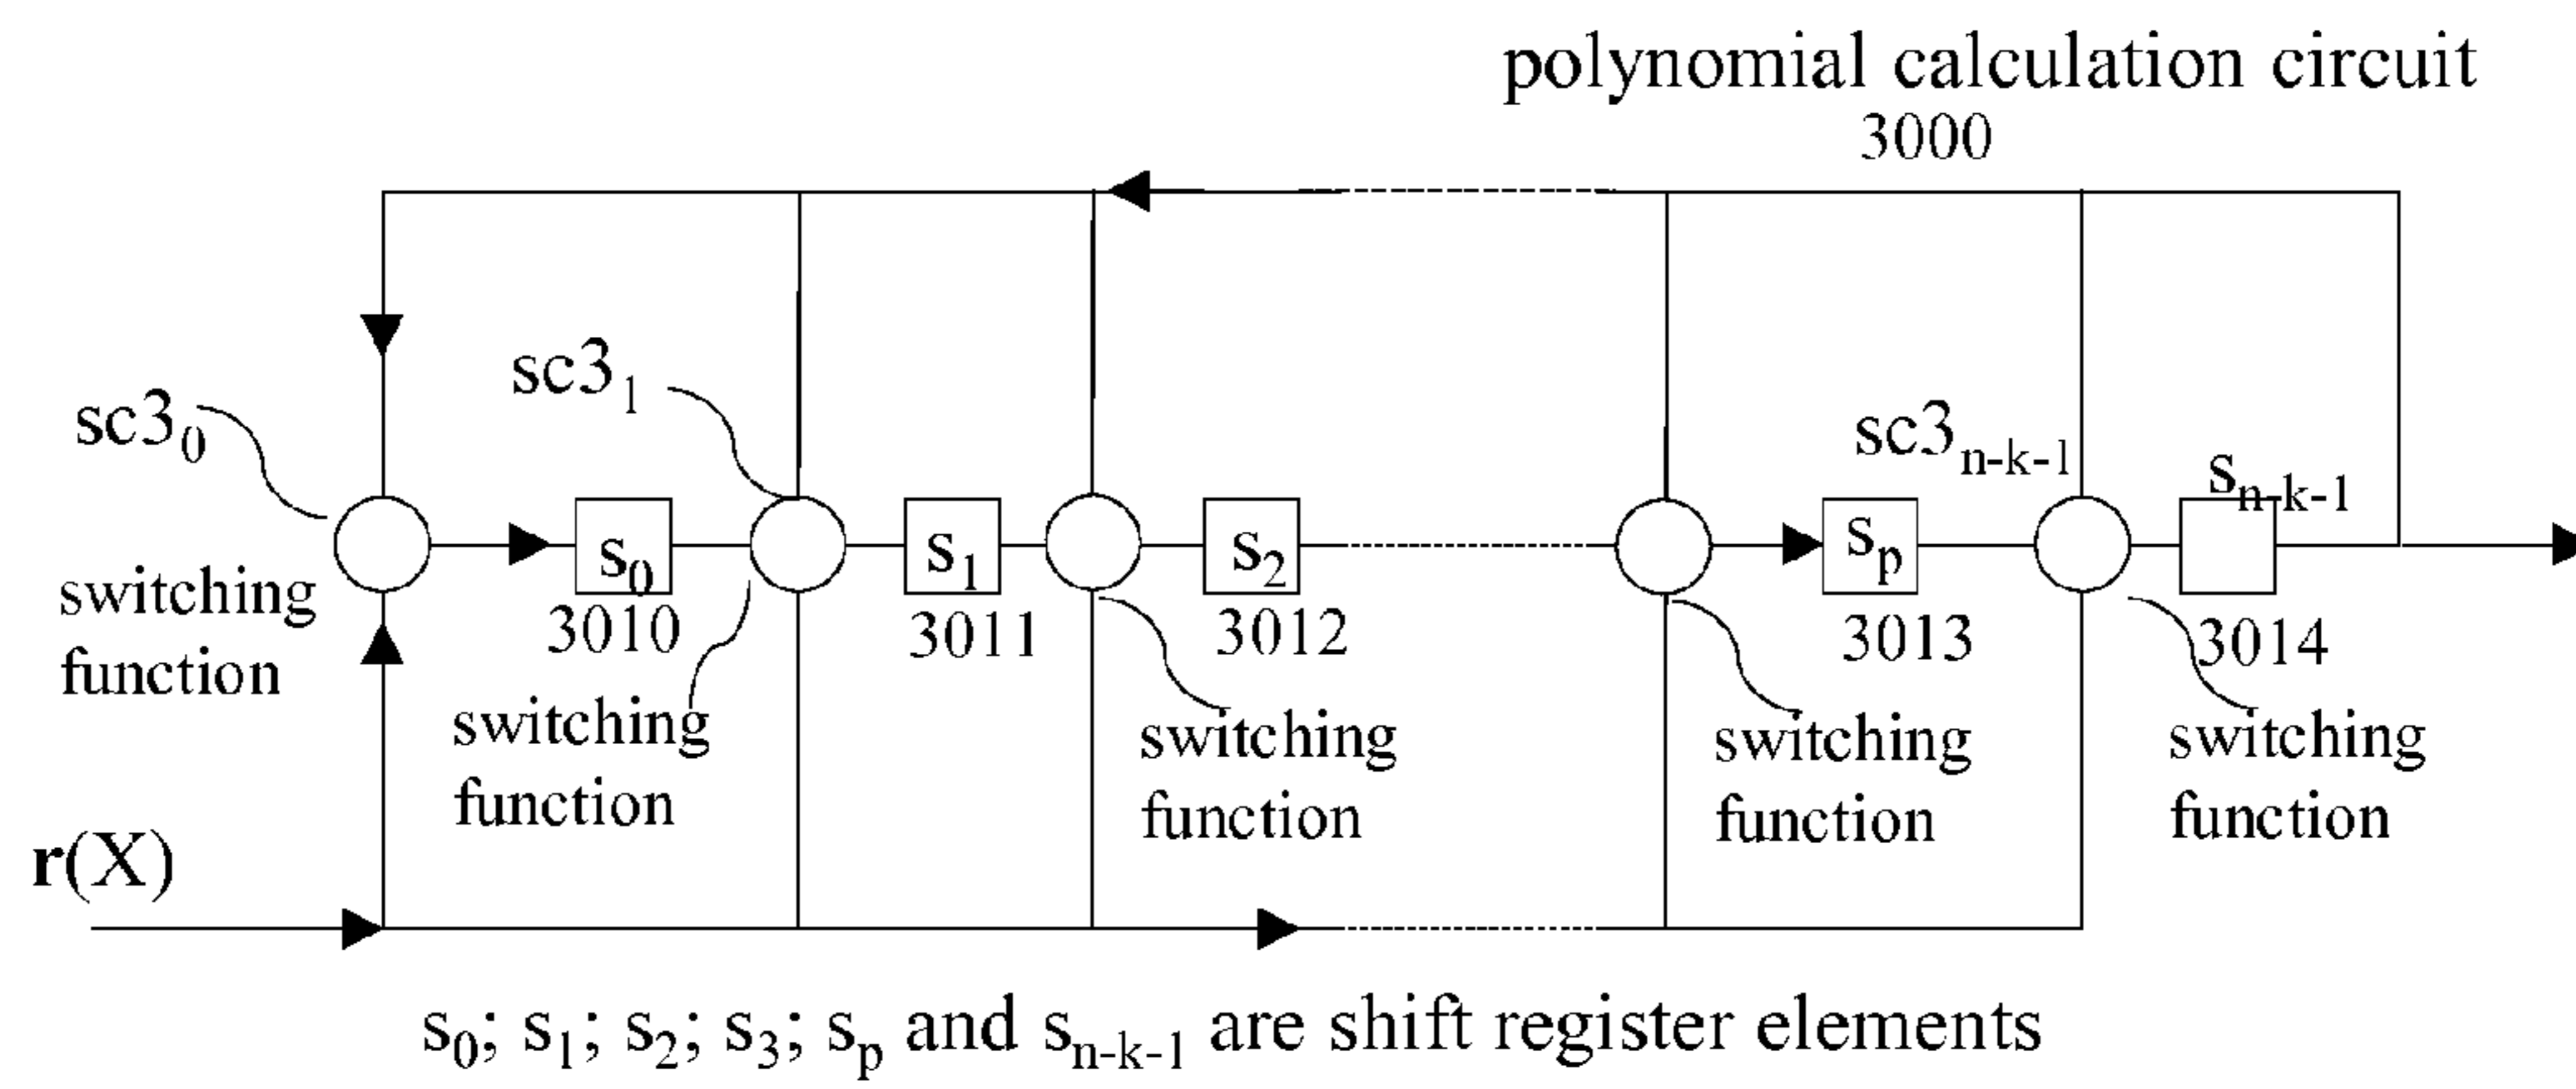 polynomial calculation circuit
3000
sc3₀
sc3₁
sc3ₙ₋ₖ₋₁
sₙ₋ₖ₋₁
s₀
s₁
s₂
sₚ
3010
3011
3012
3013
3014
switching
function
switching
function
switching
function
switching
function
switching
function
r(X)
s₀; s₁; s₂; s₃; sₚ and sₙ₋ₖ₋₁ are shift register elements